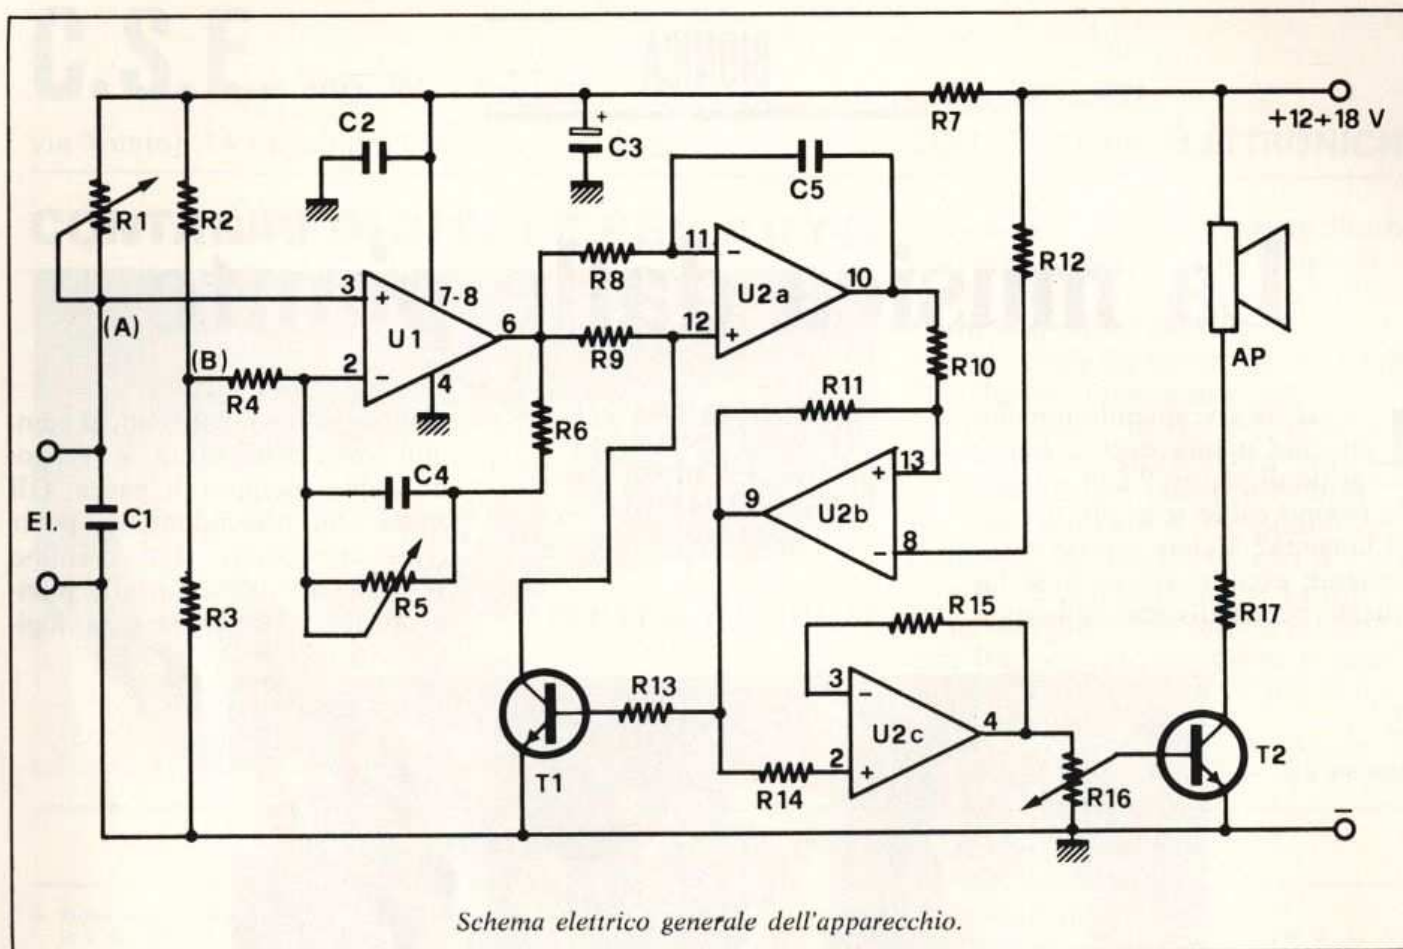 C2
+
C3
R7
+12+18 V
C5
R1
R2
R8
11
-
R12
3
+
7-8
U2a
10
(A)
U1
6
12
+
R9
AP
(B)
2
-
4
R10
R4
R11
R6
13
+
C4
9
U2b
El.
C1
8
-
R5
R15
R3
R17
R13
3
-
U2c
4
T2
2
+
T1
R14
R16
-
Schema elettrico generale dell'apparecchio.